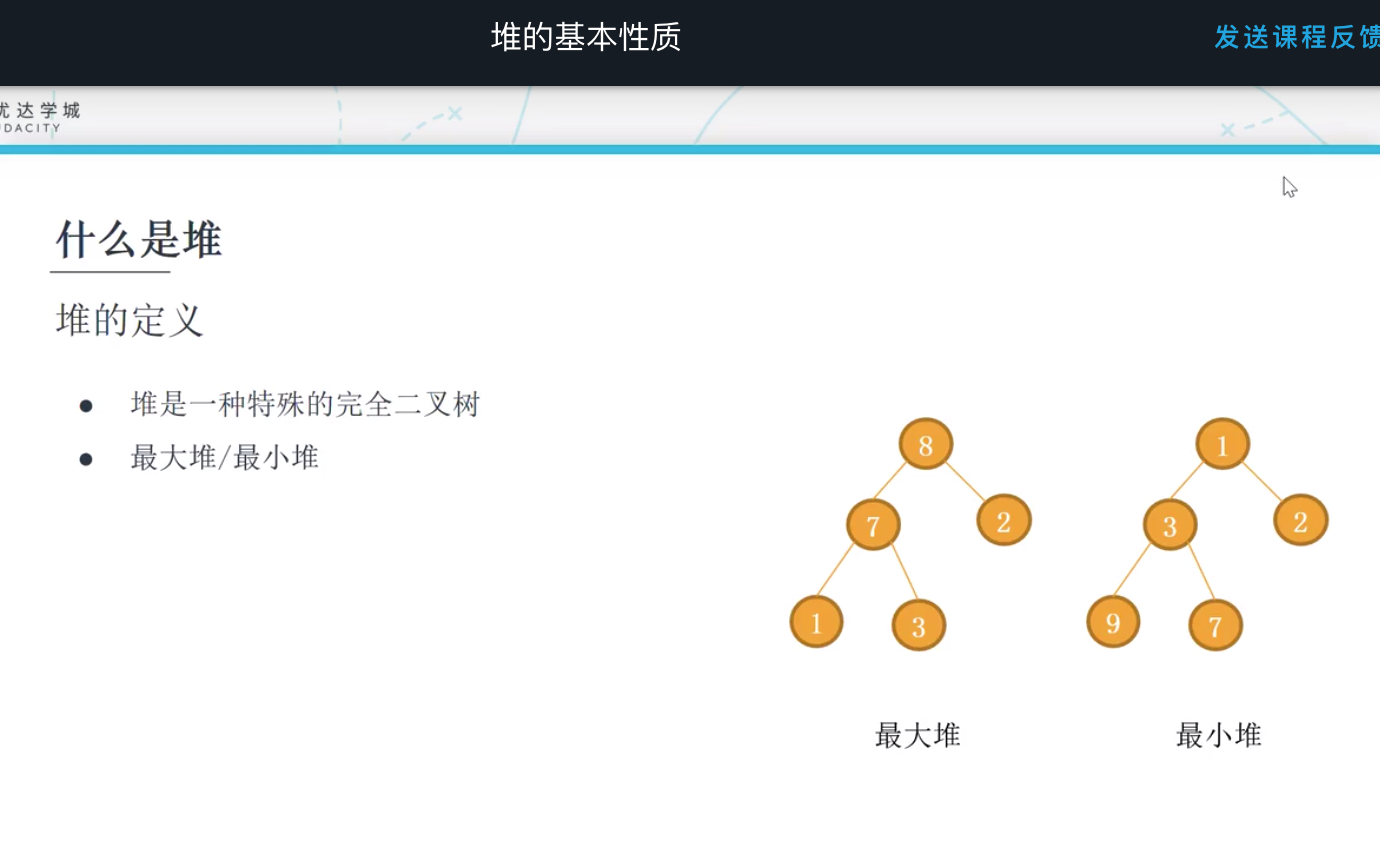 堆的基本性质
发送课程反馈
优达学城
UDACITY
什么是堆
堆的定义
● 堆是一种特殊的完全二叉树
● 最大堆/最小堆
8
7
2
1
3
最大堆
1
3
2
9
7
最小堆